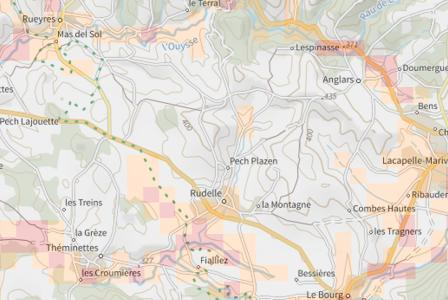 le Terral
Rueyres
Mas del Sol
l'Ouysse
Lespinasse
Doumergue
Anglars
435
Bens
Pech Lajouette
400
400
Pech Plazen
Lacapelle-Mariv
Rudelle
la Montagne
Ribauder
Combes Hautes
les Treins
la Grèze
les Tragners
Théminettes
Fialliez
les Croumières
Bessières
Le Bourg